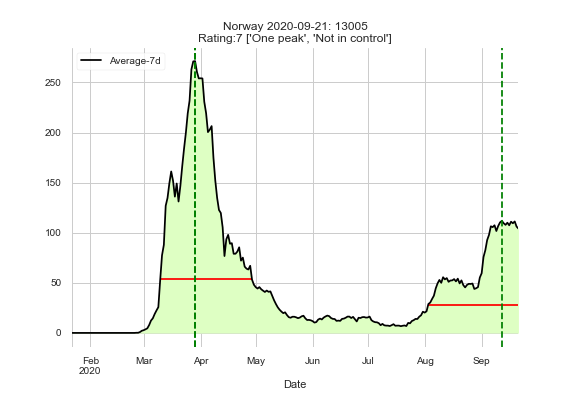 Norway 2020-09-21: 13005
Rating:7 ['One peak', 'Not in control']
Average-7d
250
200
150
100
50
0
Feb Mar Apr May Jun Jul Aug Sep
2020
Date